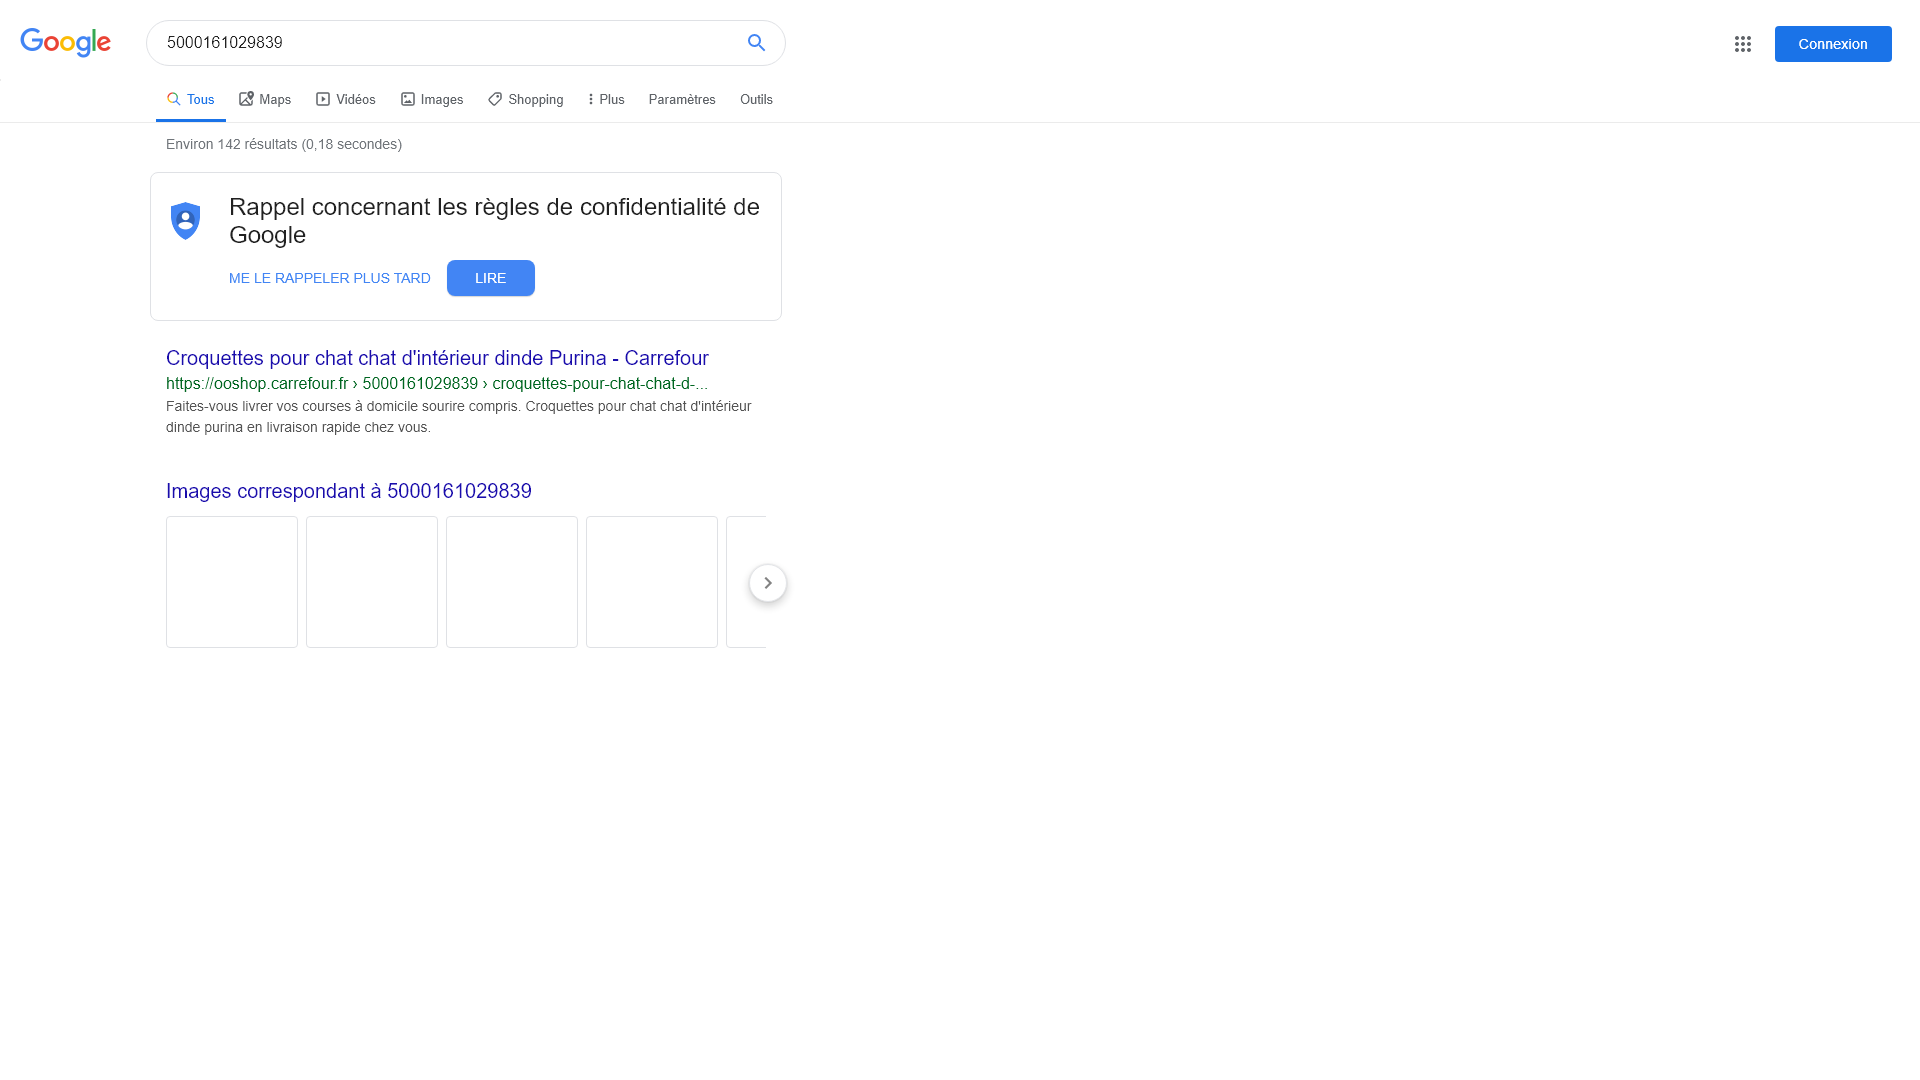 Google
5000161029839
Connexion
Tous Maps Vidéos Images Shopping Plus Paramètres Outils
Environ 142 résultats (0,18 secondes)
Rappel concernant les règles de confidentialité de
Google
ME LE RAPPELER PLUS TARD LIRE
Croquettes pour chat chat d'intérieur dinde Purina - Carrefour
https://ooshop.carrefour.fr › 5000161029839 › croquettes-pour-chat-chat-d-...
Faites-vous livrer vos courses à domicile sourire compris. Croquettes pour chat chat d'intérieur
dinde purina en livraison rapide chez vous.
Images correspondant à 5000161029839